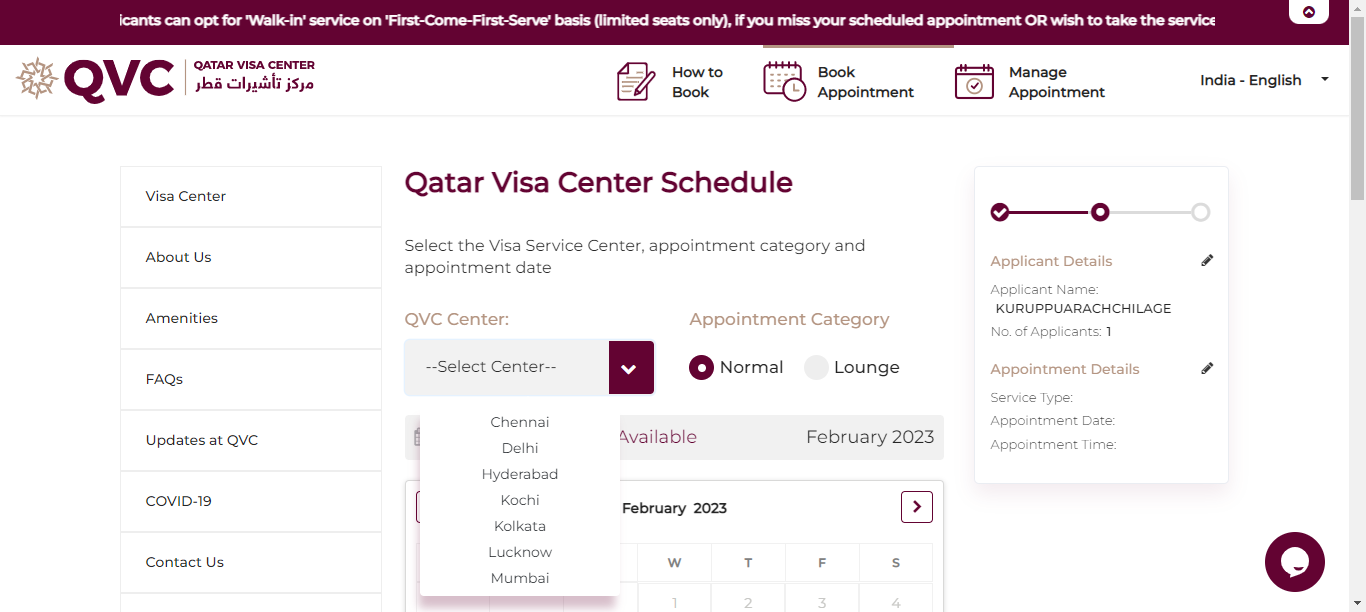 icants can opt for 'Walk-in' service on 'First-Come-First-Serve' basis (limited seats only), if you miss your scheduled appointment OR wish to take the service
QVC
QATAR VISA CENTER
مركز تأشيرات قطر
How to
Book
Book
Appointment
Manage
Appointment
India - English
Visa Center
About Us
Amenities
FAQs
Updates at QVC
COVID-19
Contact Us
Qatar Visa Center Schedule
Select the Visa Service Center, appointment category and
appointment date
QVC Center:
Appointment Category
--Select Center--
Normal
Lounge
Chennai
Delhi
Hyderabad
Kochi
Kolkata
Lucknow
Mumbai
Available
February 2023
February 2023
W T F S
1 2 3 4
Applicant Details
Applicant Name:
KURUPPUARACHCHILAGE
No. of Applicants: 1
Appointment Details
Service Type:
Appointment Date:
Appointment Time: